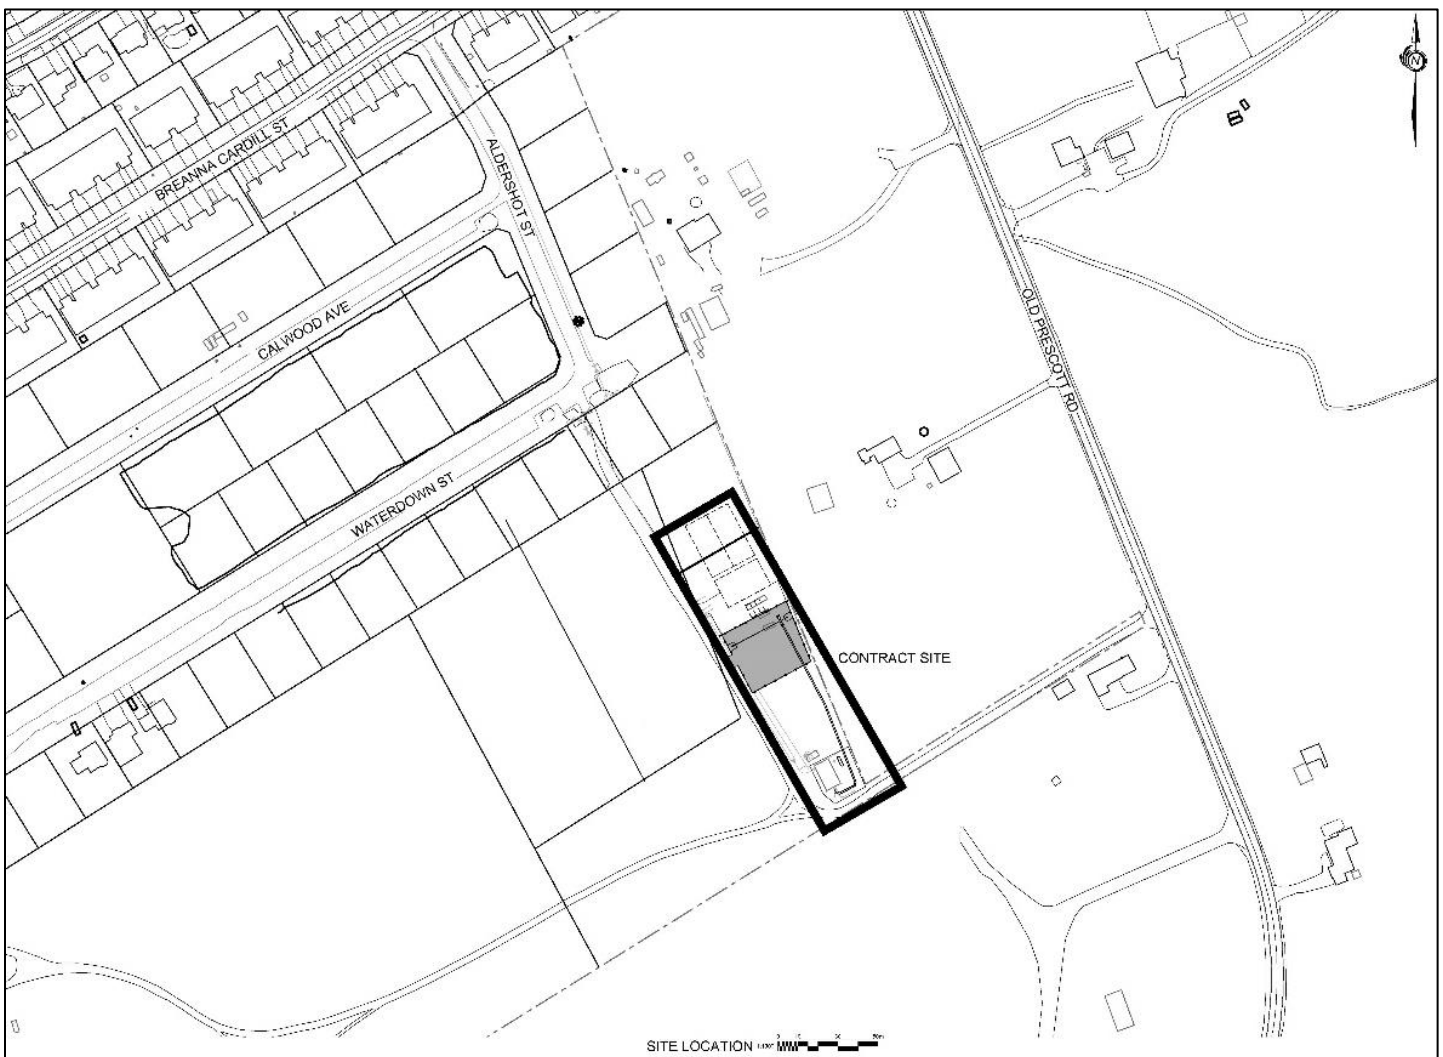 N
BREANNA CARDILL ST
ALDERSHOT ST
CALWOOD AVE
OLD PRESCOTT RD
WATERDOWN ST
CONTRACT SITE
SITE LOCATION